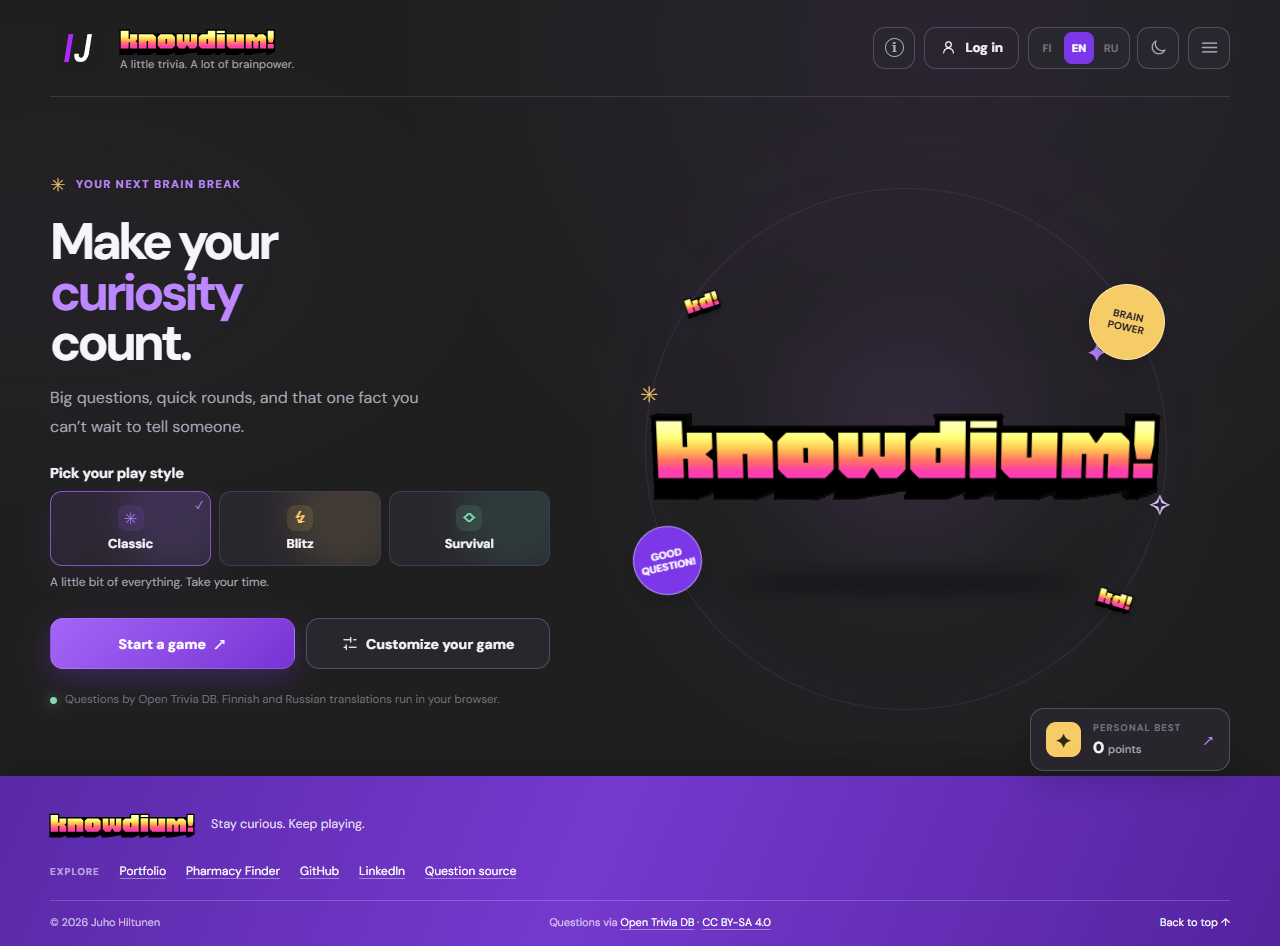 IJ
knowdium!
A little trivia. A lot of brainpower.
Log in
FI EN RU
YOUR NEXT BRAIN BREAK
Make your
curiosity
count.
Big questions, quick rounds, and that one fact you
can’t wait to tell someone.
Pick your play style
Classic
Blitz
Survival
A little bit of everything. Take your time.
Start a game ↗
Customize your game
Questions by Open Trivia DB. Finnish and Russian translations run in your browser.
kd!
BRAIN
POWER
knowdium!
GOOD
QUESTION!
kd!
PERSONAL BEST
0 points ↗
knowdium!
Stay curious. Keep playing.
EXPLORE Portfolio Pharmacy Finder GitHub LinkedIn Question source
© 2026 Juho Hiltunen
Questions via Open Trivia DB · CC BY-SA 4.0
Back to top ↑